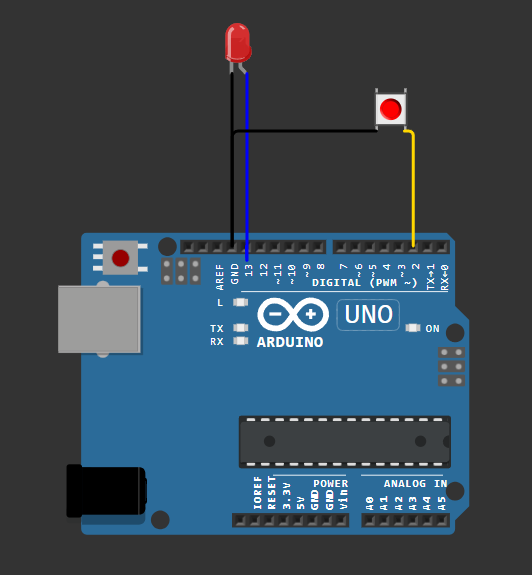 AREF
GND
13
12
~11
~10
~9
8
7
~6
~5
4
~3
2
TX→1
RX←0
DIGITAL (PWM ~)
L
TX
RX
UNO
ON
ARDUINO
POWER
ANALOG IN
IOREF
RESET
3.3V
5V
GND
GND
Vin
A0
A1
A2
A3
A4
A5